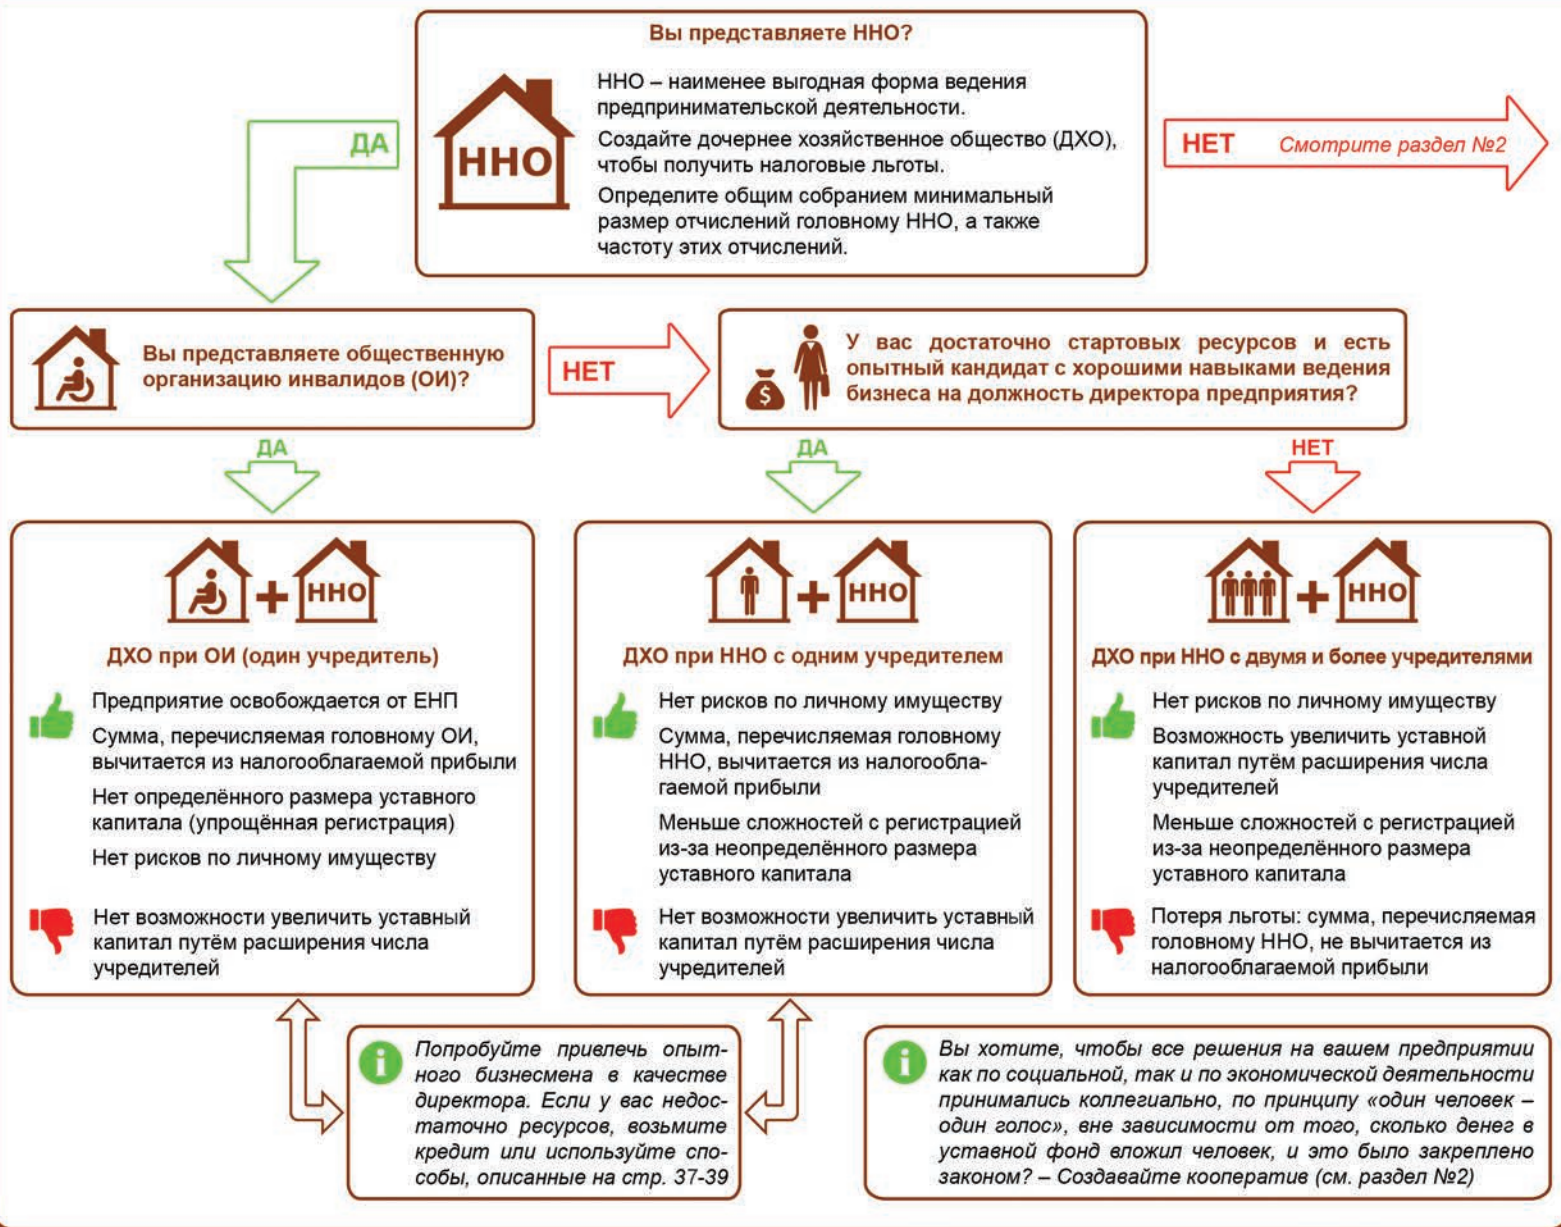 Вы представляете ННО?
ННО – наименее выгодная форма ведения
предпринимательской деятельности.
Создайте дочернее хозяйственное общество (ДХО),
чтобы получить налоговые льготы.
Определите общим собранием минимальный
размер отчислений головному ННО, а также
частоту этих отчислений.
ННО
ДА
НЕТ Смотрите раздел №2
Вы представляете общественную
организацию инвалидов (ОИ)?
НЕТ
У вас достаточно стартовых ресурсов и есть
опытный кандидат с хорошими навыками ведения
бизнеса на должность директора предприятия?
$
ДА
ДА
НЕТ
+ ННО
ДХО при ОИ (один учредитель)
Предприятие освобождается от ЕНП
Сумма, перечисляемая головному ОИ,
вычитается из налогооблагаемой прибыли
Нет определённого размера уставного
капитала (упрощённая регистрация)
Нет рисков по личному имуществу
Нет возможности увеличить уставный
капитал путём расширения числа
учредителей
+ ННО
ДХО при ННО с одним учредителем
Нет рисков по личному имуществу
Сумма, перечисляемая головному
ННО, вычитается из налогообла-
гаемой прибыли
Меньше сложностей с регистрацией
из-за неопределённого размера
уставного капитала
Нет возможности увеличить уставный
капитал путём расширения числа
учредителей
+ ННО
ДХО при ННО с двумя и более учредителями
Нет рисков по личному имуществу
Возможность увеличить уставной
капитал путём расширения числа
учредителей
Меньше сложностей с регистрацией
из-за неопределённого размера
уставного капитала
Потеря льготы: сумма, перечисляемая
головному ННО, не вычитается из
налогооблагаемой прибыли
i
Попробуйте привлечь опыт-
ного бизнесмена в качестве
директора. Если у вас недос-
таточно ресурсов, возьмите
кредит или используйте спо-
собы, описанные на стр. 37-39
i
Вы хотите, чтобы все решения на вашем предприятии
как по социальной, так и по экономической деятельности
принимались коллегиально, по принципу «один человек –
один голос», вне зависимости от того, сколько денег в
уставной фонд вложил человек, и это было закреплено
законом? – Создавайте кооператив (см. раздел №2)